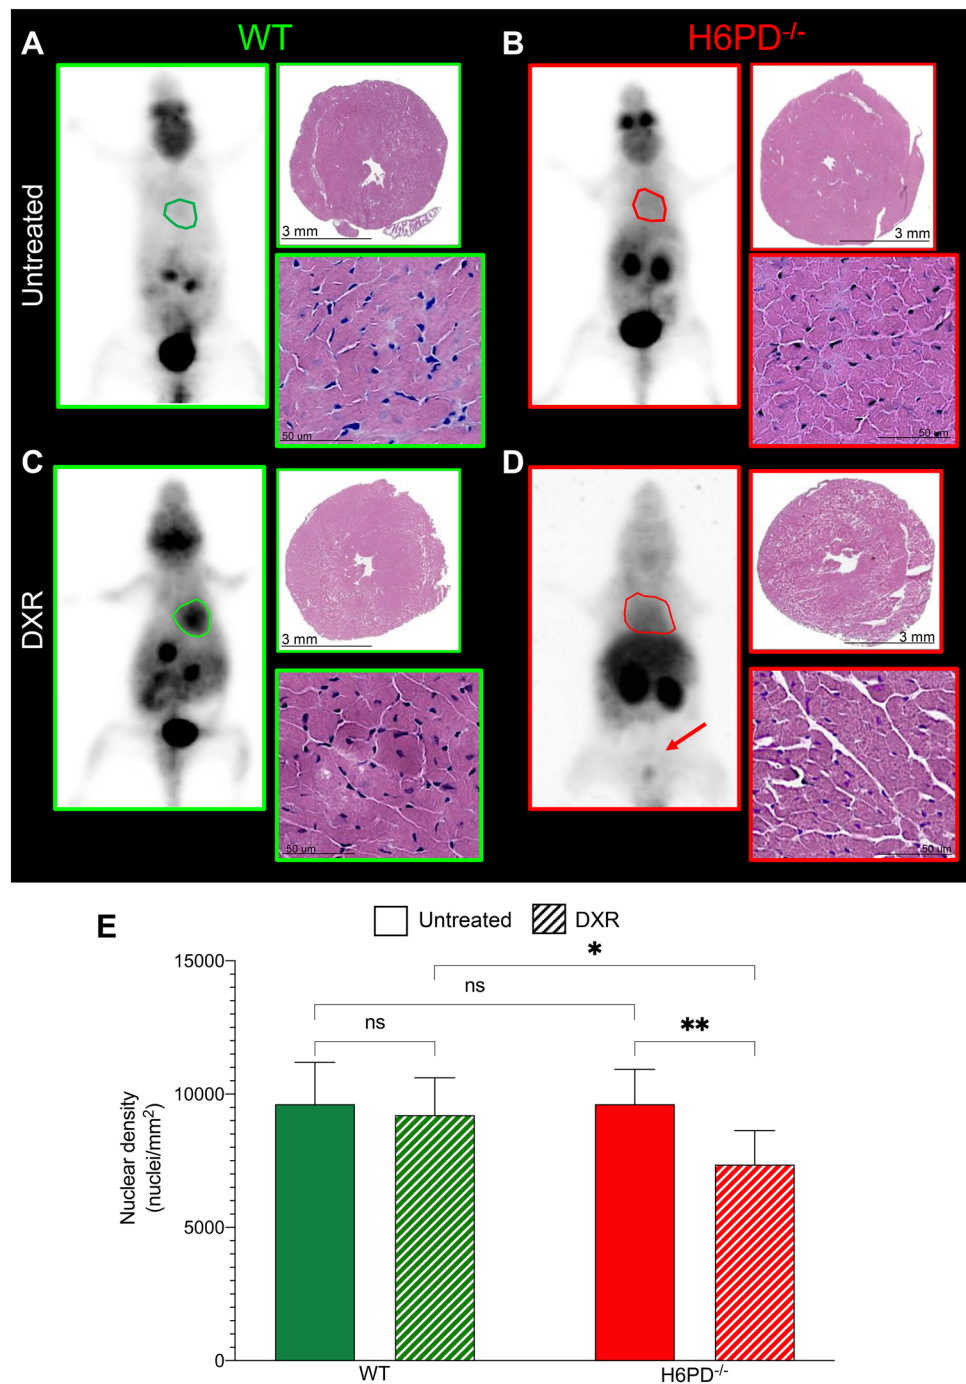 WT
H6PD-/-
A
B
Untreated
3 mm
3 mm
50 um
50 um
C
D
DXR
3 mm
3 mm
50 um
50 um
E
Untreated
DXR
*
ns
ns
**
Nuclear density
(nuclei/mm2)
15000
10000
5000
0
WT
H6PD-/-